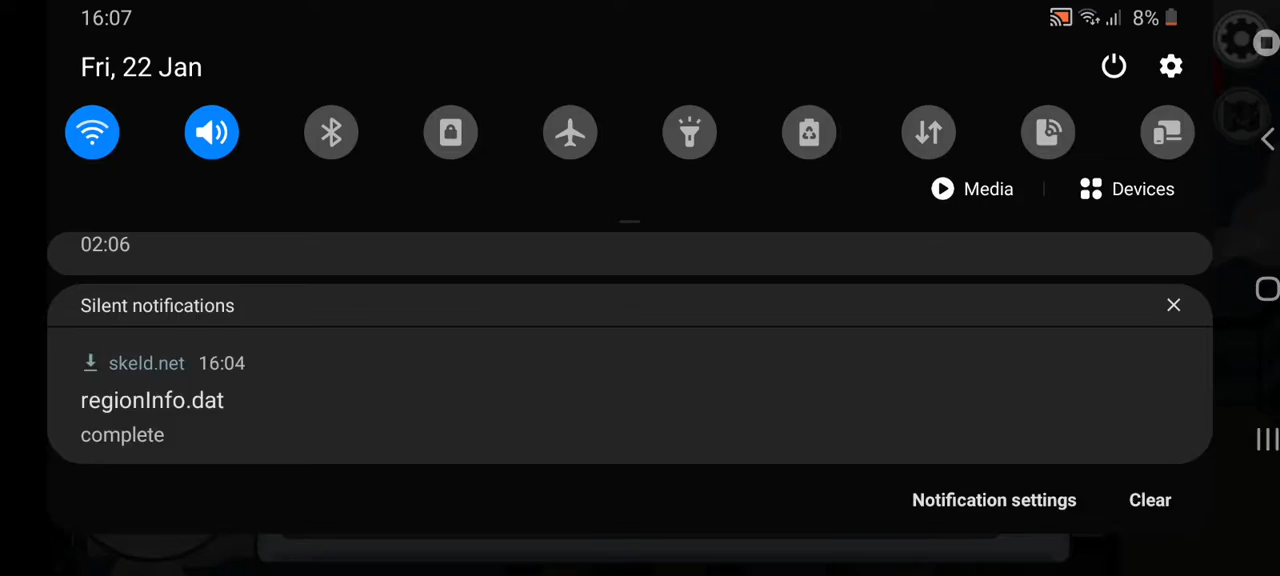 16:07
8%
Fri, 22 Jan
Media
Devices
02:06
Silent notifications
skeld.net 16:04
regionInfo.dat
complete
Notification settings
Clear